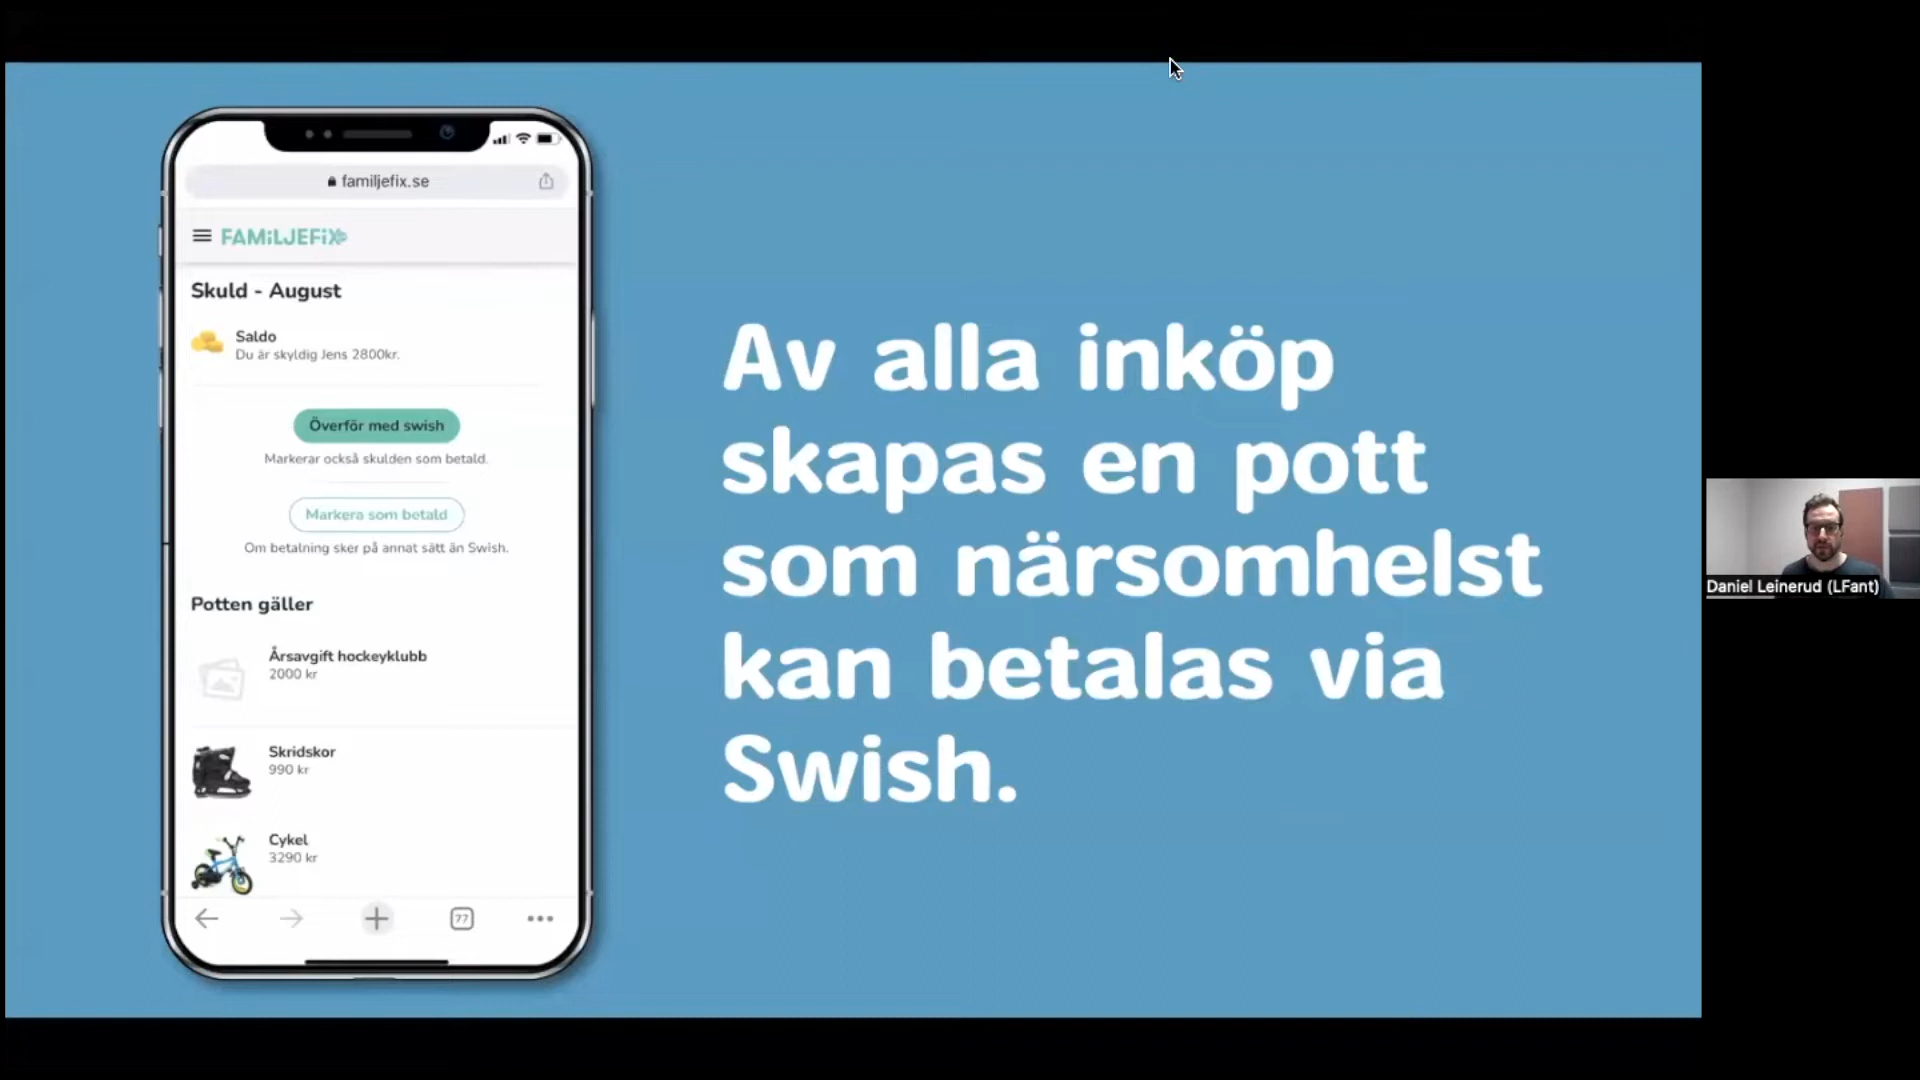 familjefix.se
FAMiLJEFiX
Skuld - August
Saldo
Du är skyldig Jens 2800kr.
Överför med swish
Markerar också skulden som betald.
Markera som betald
Om betalning sker på annat sätt än Swish.
Potten gäller
Årsavgift hockeyklubb
2000 kr
Skridskor
990 kr
Cykel
3290 kr
77
Av alla inköp
skapas en pott
som närsomhelst
kan betalas via
Swish.
Daniel Leinerud (LFant)